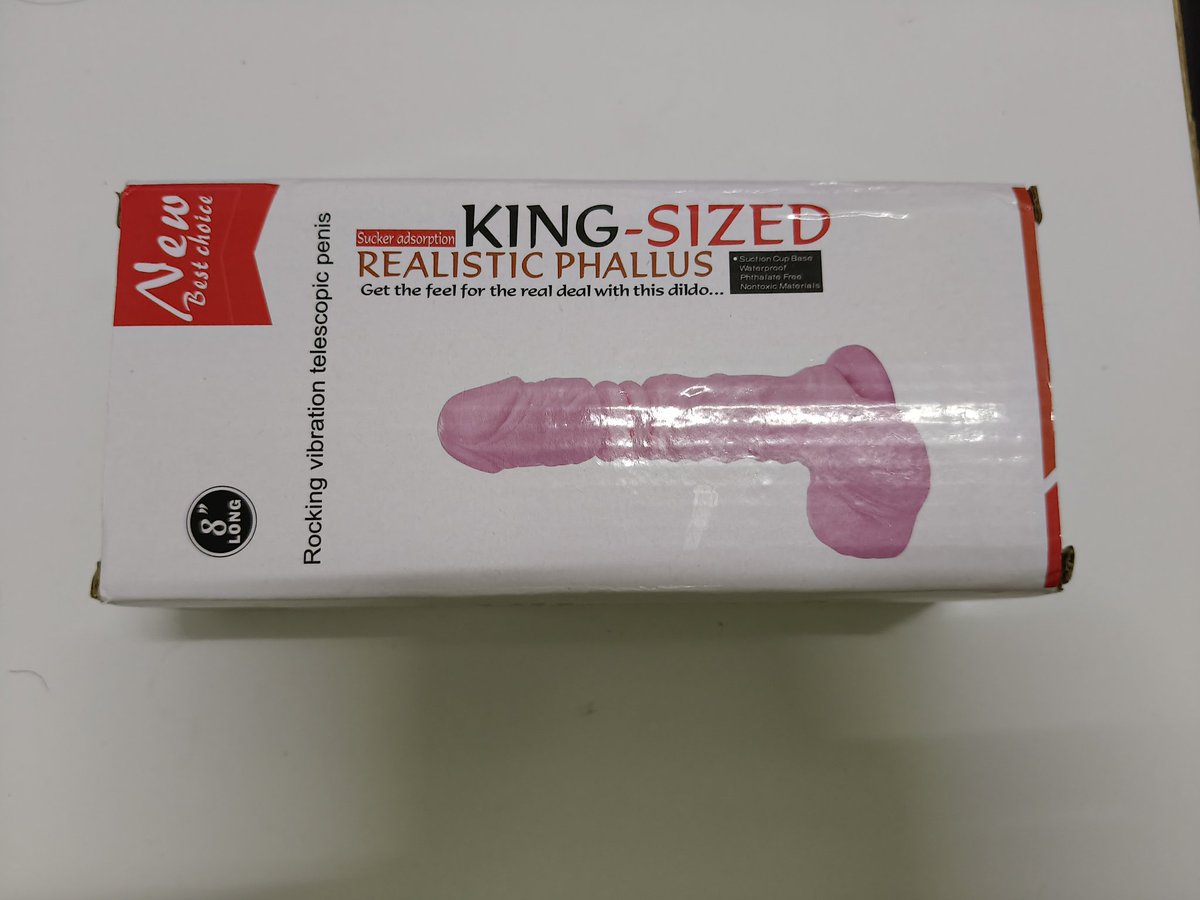 New
Best choice
8”
LONG
Rocking vibration telescopic penis
Sucker adsorption KING-SIZED
REALISTIC PHALLUS
Get the feel for the real deal with this dildo...
• Suction Cup Base
Waterproof
Phthalate Free
Nontoxic Materials